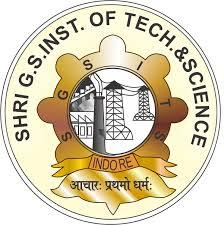 SHRI G.S.INST. OF TECH.&SCIENCE
S G S I T S
INDORE
आचारः प्रथमो धर्मः